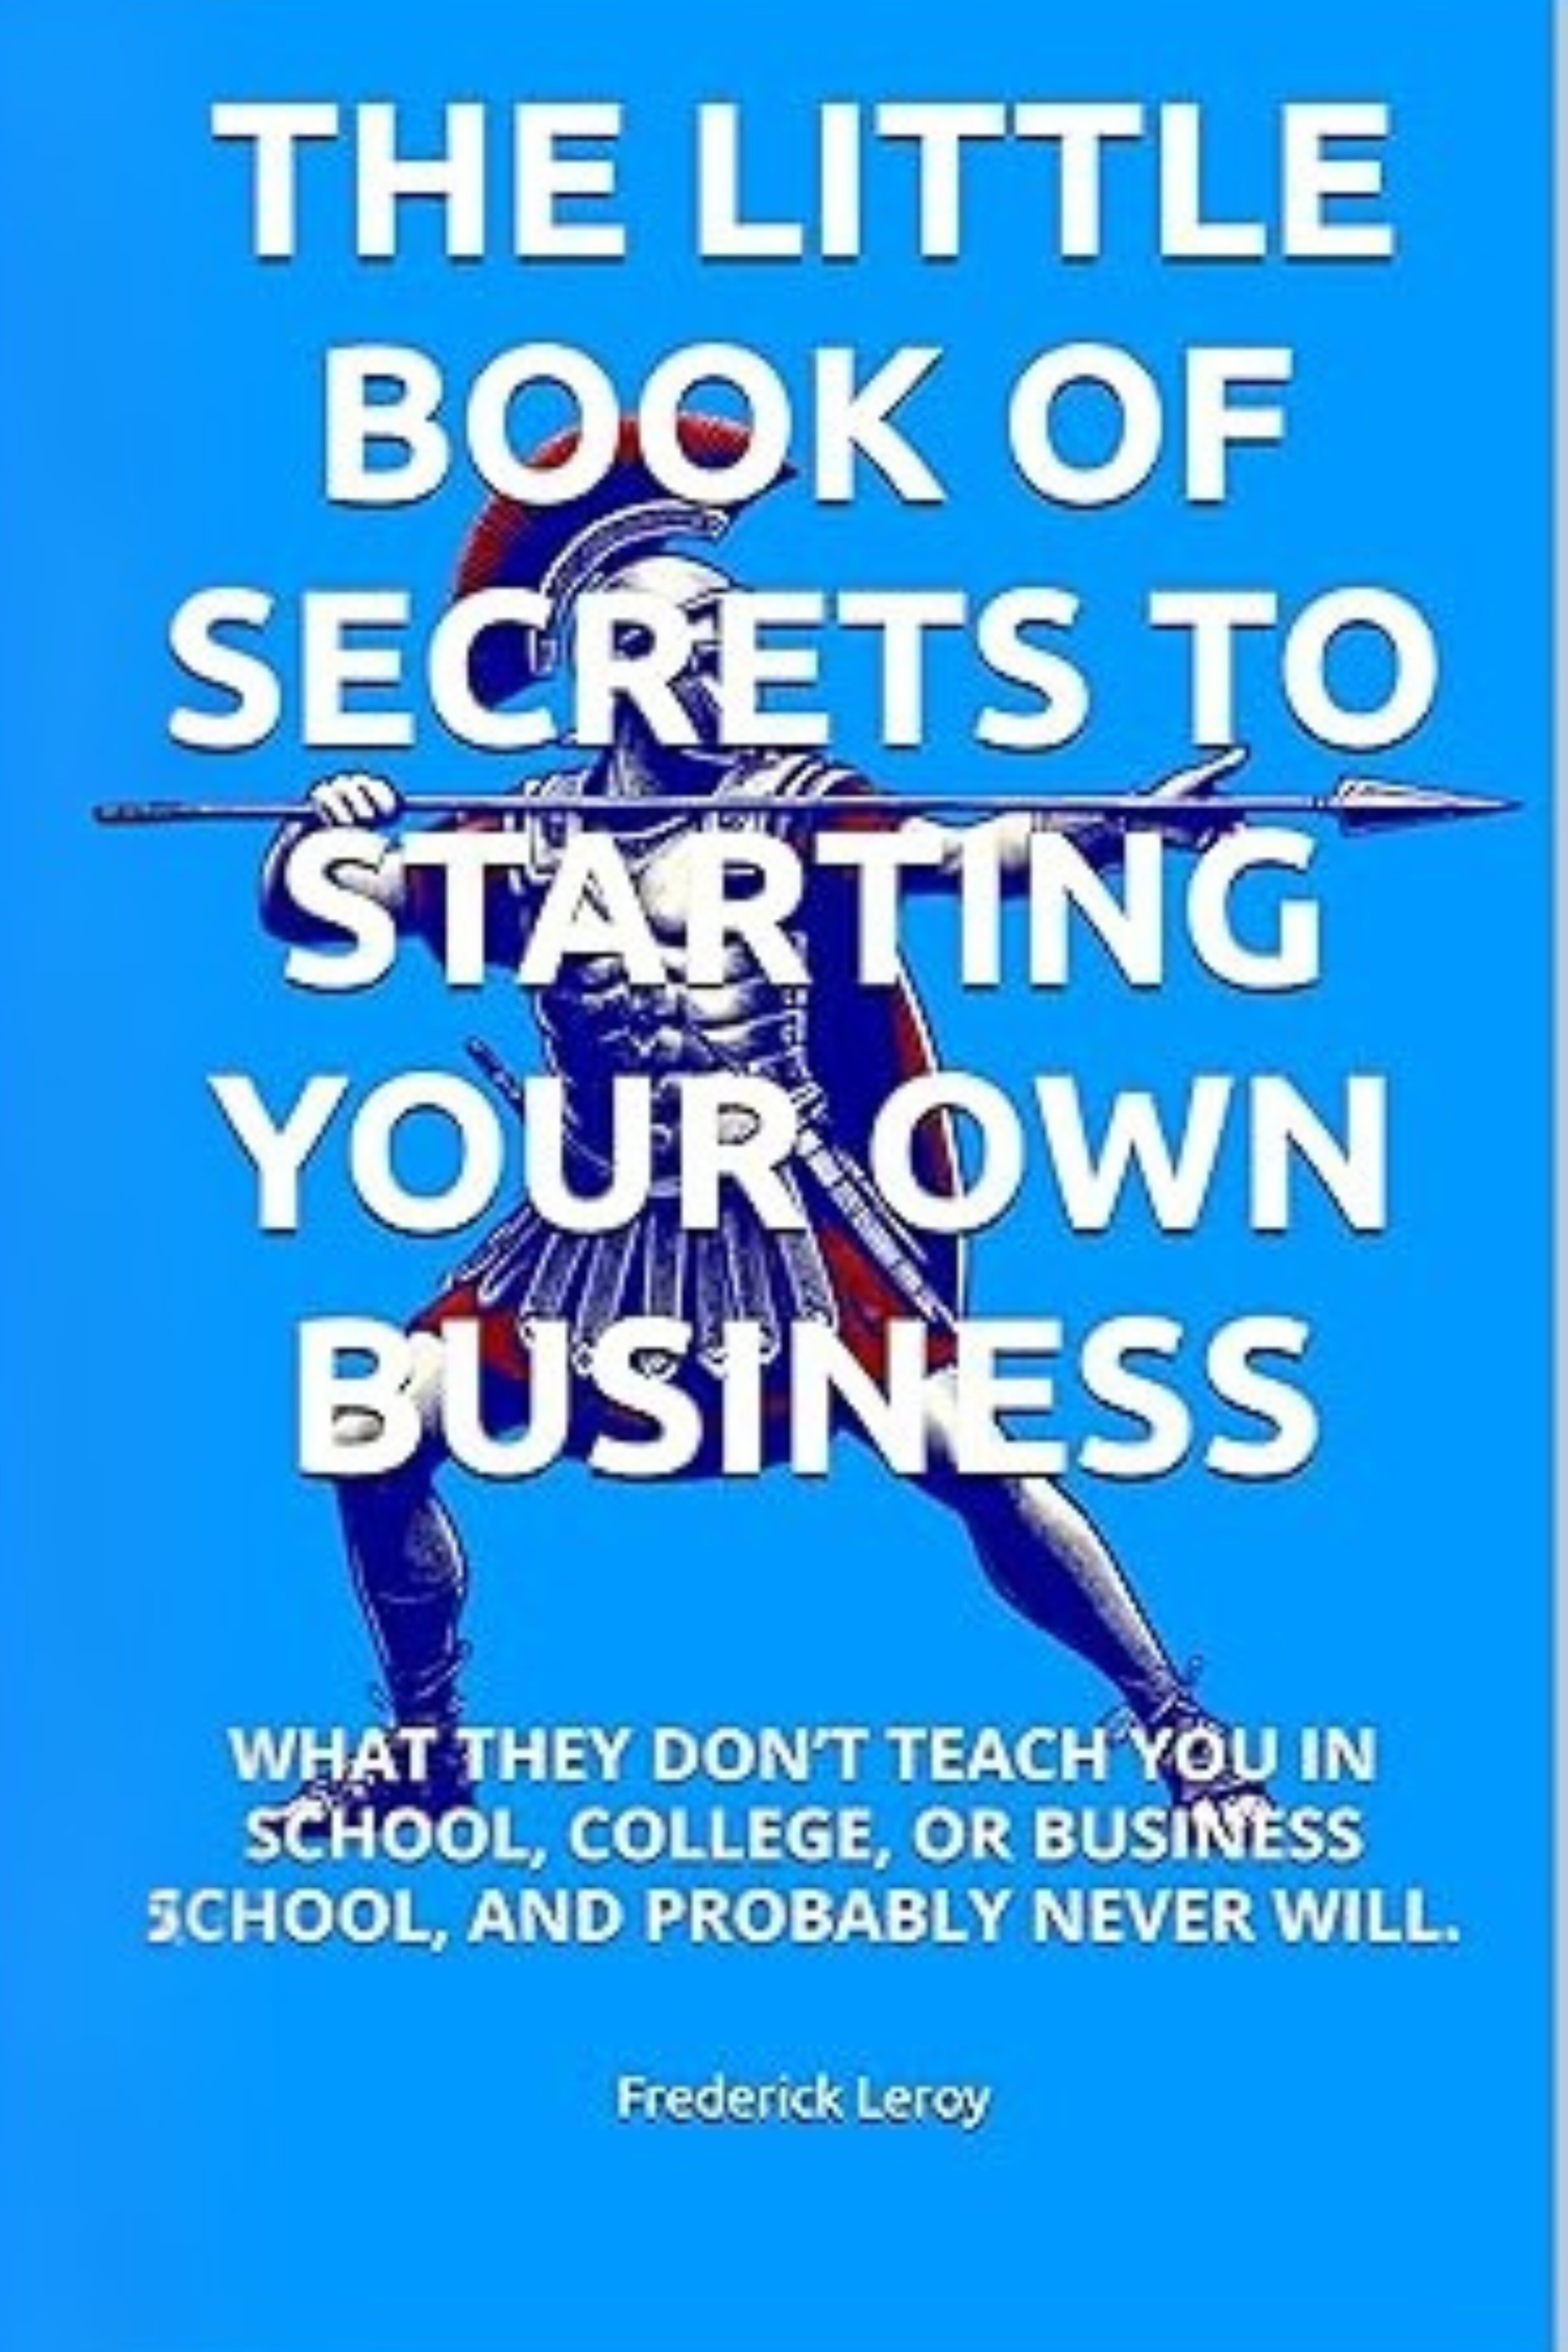 THE LITTLE
BOOK OF
SECRETS TO
STARTING
YOUR OWN
BUSINESS
WHAT THEY DON'T TEACH YOU IN
SCHOOL, COLLEGE, OR BUSINESS
SCHOOL, AND PROBABLY NEVER WILL.
Frederick Leroy